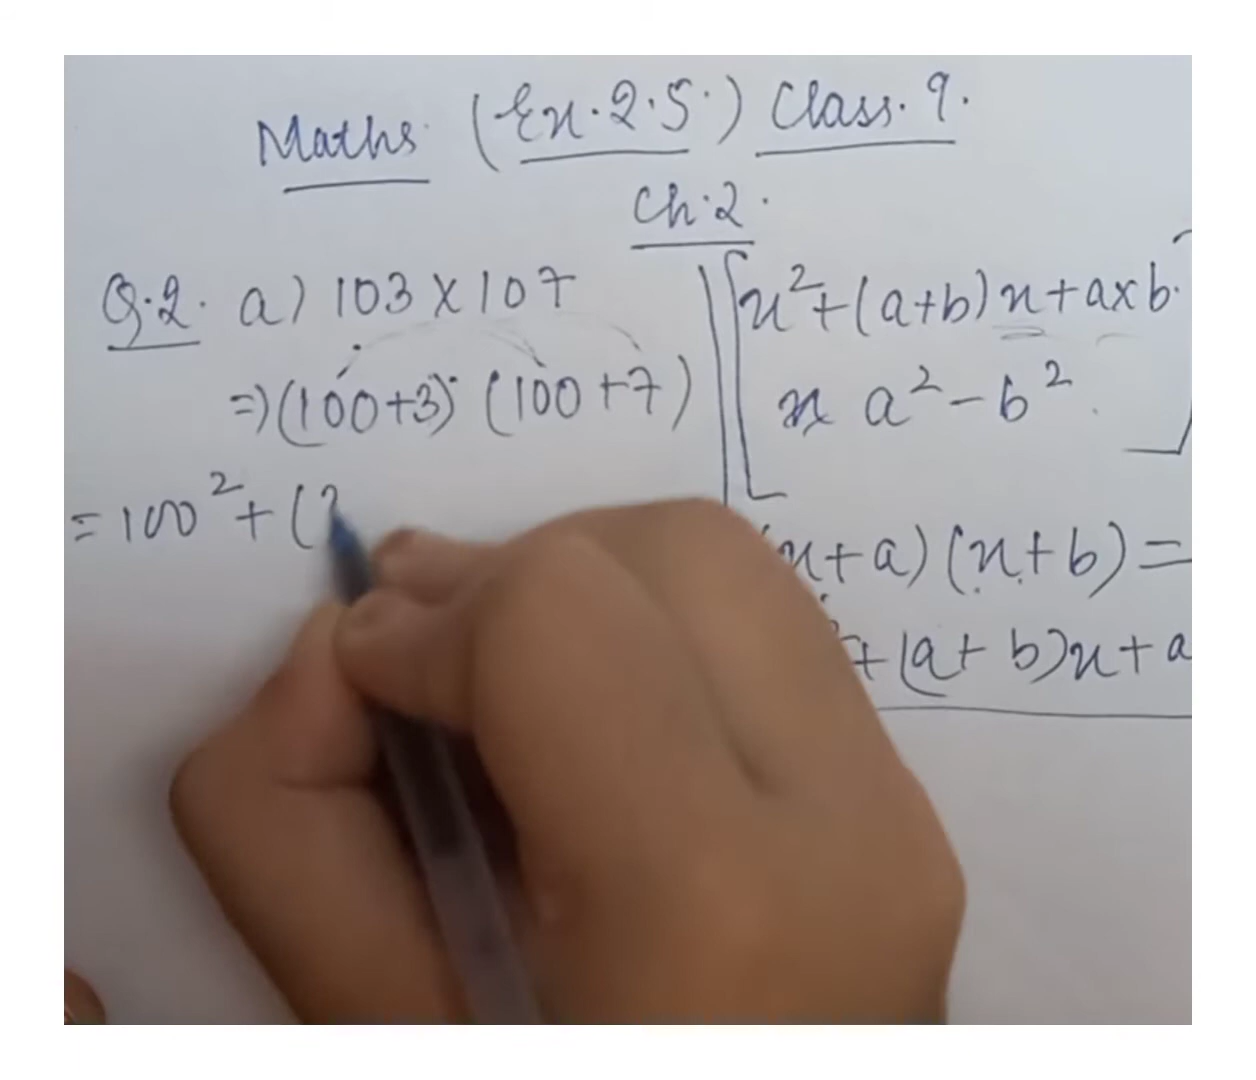 Maths. (Ex. 2.5.) Class. 9.
Ch. 2.
Q.2. a) 103 x 107
=) (100+3) (100+7)
= 100² + (3
x² + (a+b) x + a x b.
x a² - b².
(x+a) (x+b) =
+ (a+b)x + a